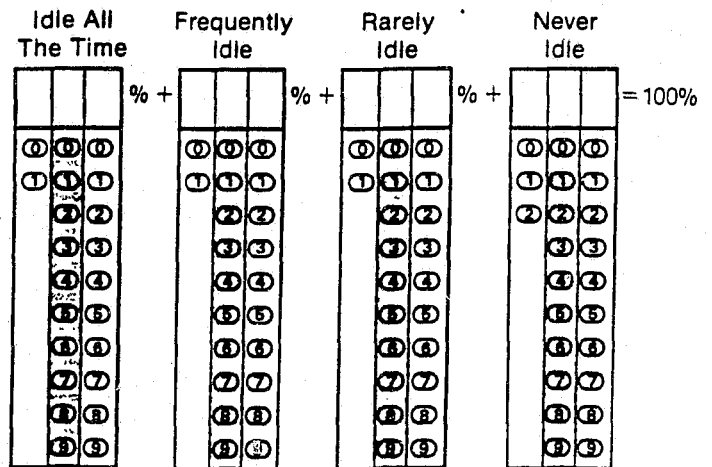 Idle All Frequently Rarely Never
The Time Idle Idle Idle
% + % + % + = 100%
0 0 0 0 0 0 0 0 0 0 0 0
1 1 1 1 1 1 1 1 1 1 1 1
2 2 2 2 2 2 2 2 2
3 3 3 3 3 3 3 3
4 4 4 4 4 4 4 4
5 5 5 5 5 5 5 5
6 6 6 6 6 6 6 6
7 7 7 7 7 7 7 7
8 8 8 8 8 8 8 8
9 9 9 9 9 9 9